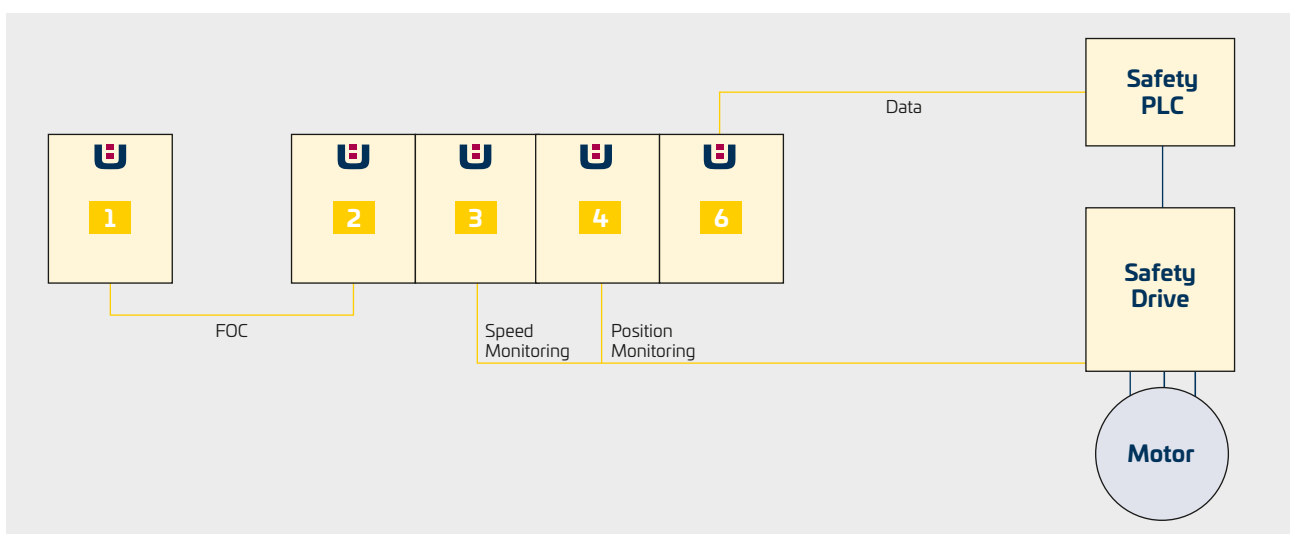 Safety
PLC
Data
1
2
3
4
6
Safety
Drive
FOC
Speed
Monitoring
Position
Monitoring
Motor